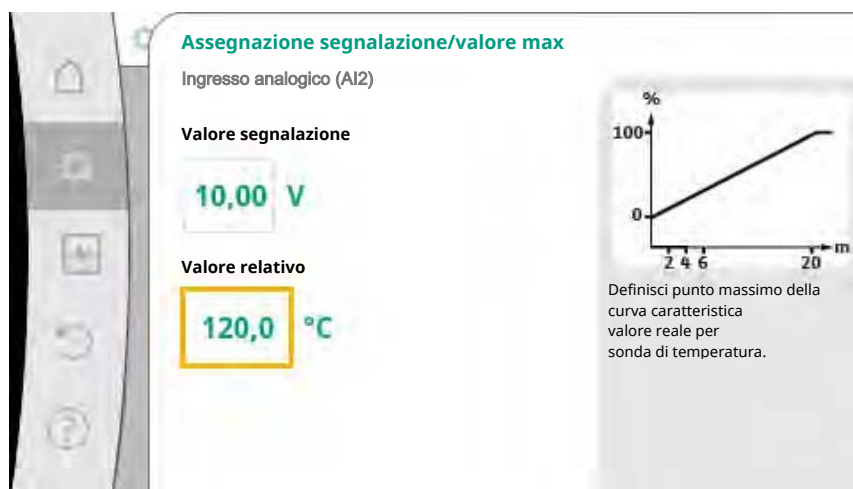 Assegnazione segnalazione/valore max
Ingresso analogico (AI2)
Valore segnalazione
10,00 V
Valore relativo
120,0 °C
%
100
0
2 4 6 20 m
Definisci punto massimo della
curva caratteristica
valore reale per
sonda di temperatura.
?